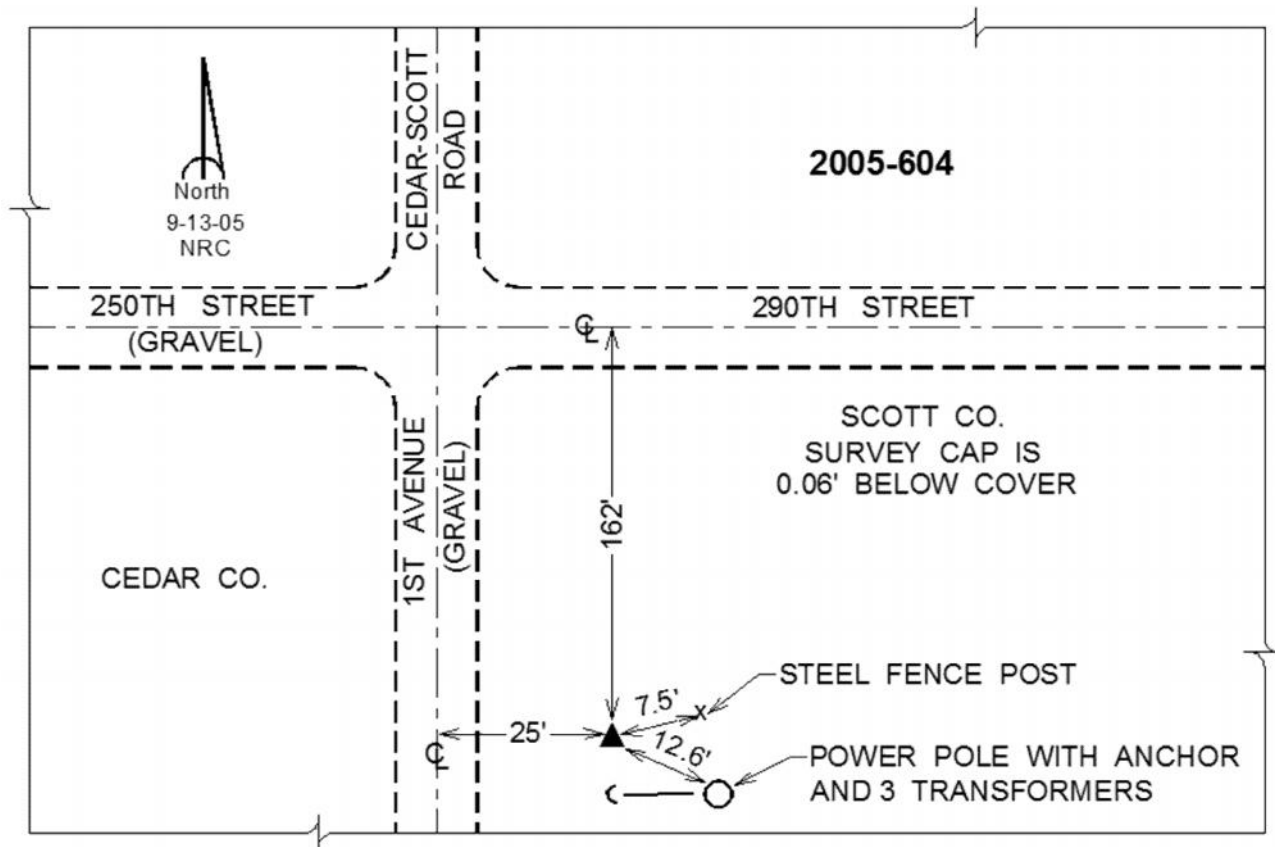 CEDAR-SCOTT
ROAD
2005-604
North
9-13-05
NRC
250TH STREET
(GRAVEL)
290TH STREET
℄
SCOTT CO.
SURVEY CAP IS
0.06' BELOW COVER
1ST AVENUE
(GRAVEL)
162'
CEDAR CO.
STEEL FENCE POST
7.5'
x
25'
12.6'
℄
POWER POLE WITH ANCHOR
AND 3 TRANSFORMERS